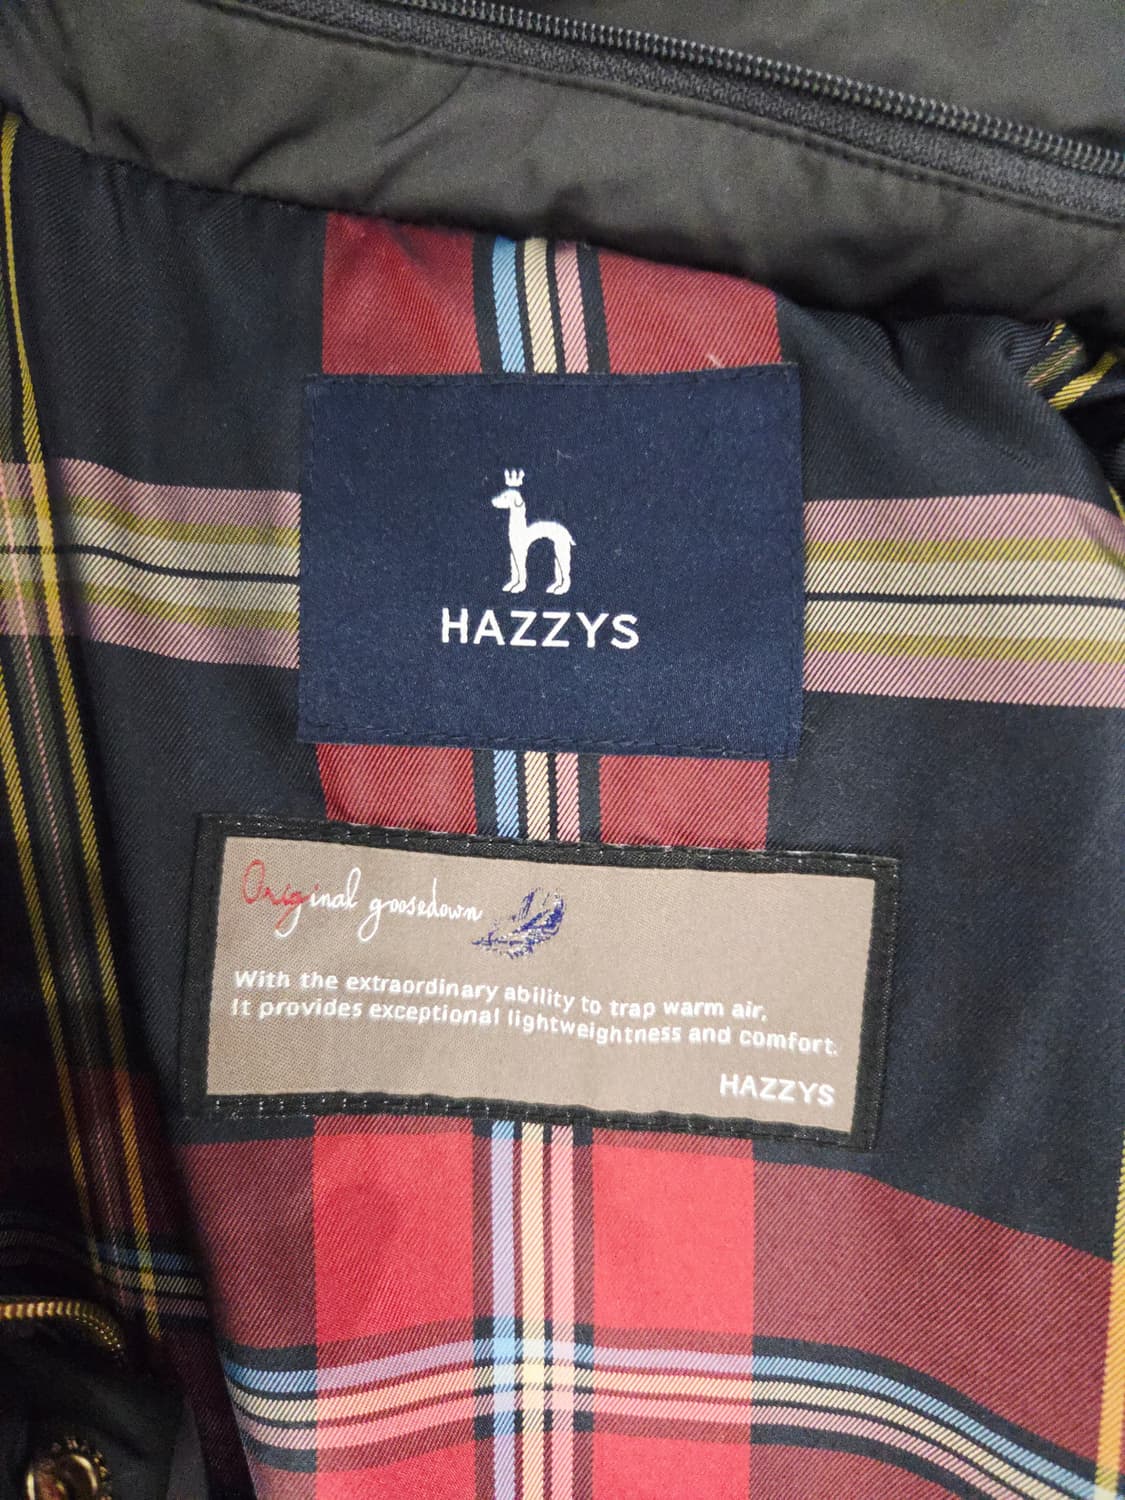 HAZZYS
Original goosedown
With the extraordinary ability to trap warm air,
It provides exceptional lightweightness and comfort.
HAZZYS